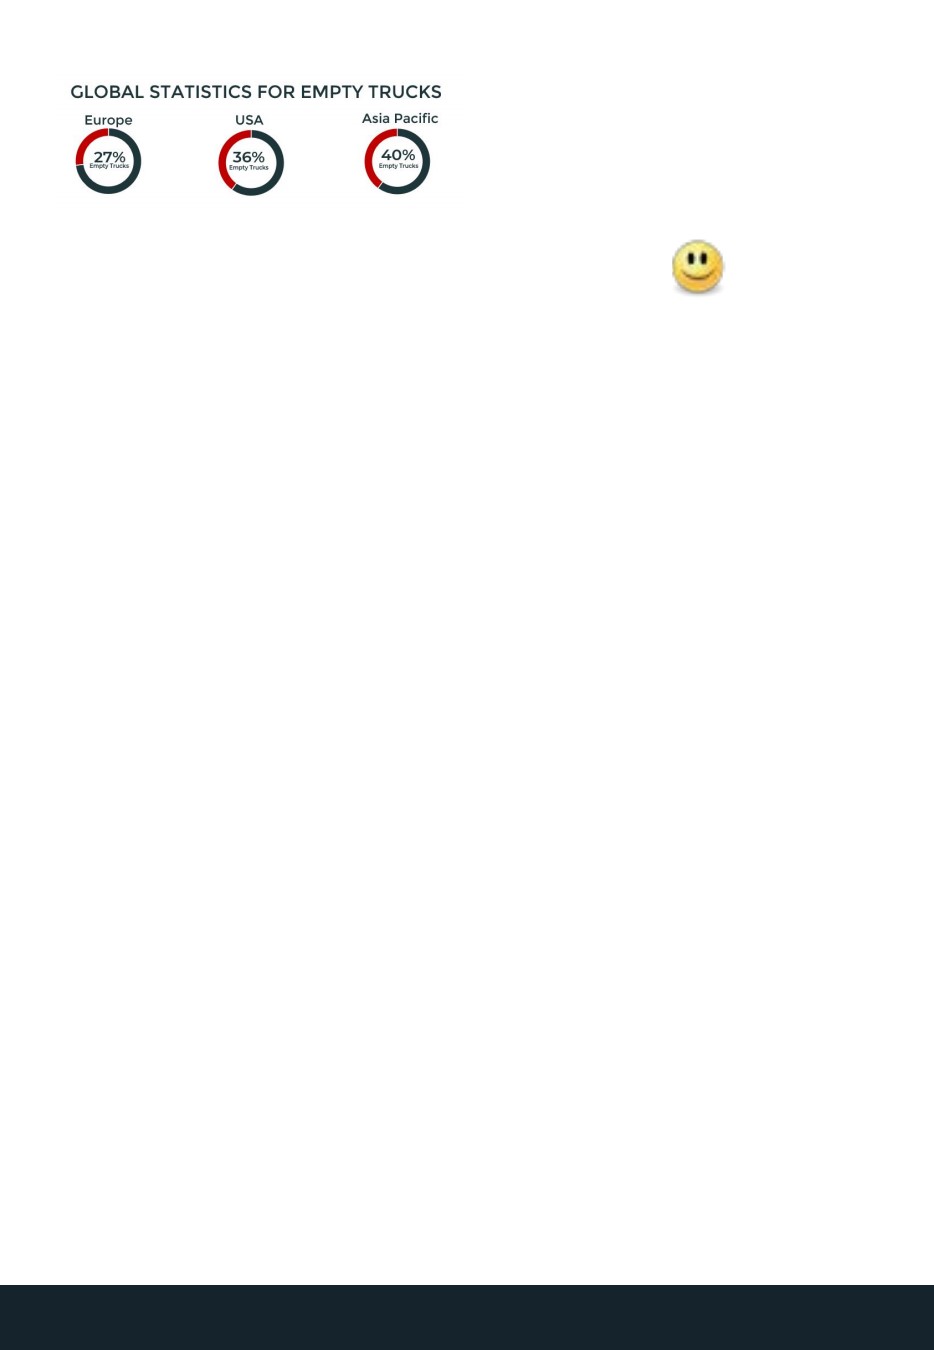 GLOBAL STATISTICS FOR EMPTY TRUCKS
Europe
27%
Empty Trucks
USA
36%
Empty Trucks
Asia Pacific
40%
Empty Trucks